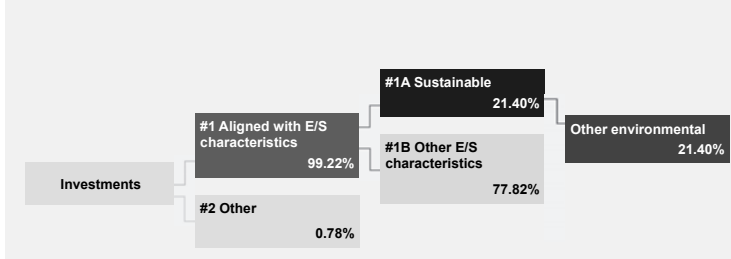 Investments
#1 Aligned with E/S
characteristics
99.22%
#2 Other
0.78%
#1A Sustainable
21.40%
#1B Other E/S
characteristics
77.82%
Other environmental
21.40%